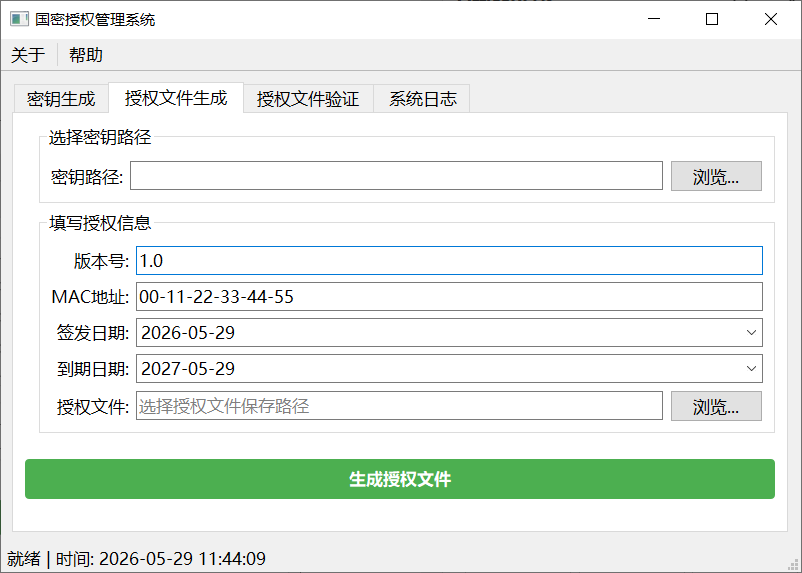 国密授权管理系统
关于 帮助
密钥生成 授权文件生成 授权文件验证 系统日志
选择密钥路径
密钥路径: 浏览...
填写授权信息
版本号: 1.0
MAC地址: 00-11-22-33-44-55
签发日期: 2026-05-29
到期日期: 2027-05-29
授权文件: 选择授权文件保存路径 浏览...
生成授权文件
就绪 | 时间: 2026-05-29 11:44:09